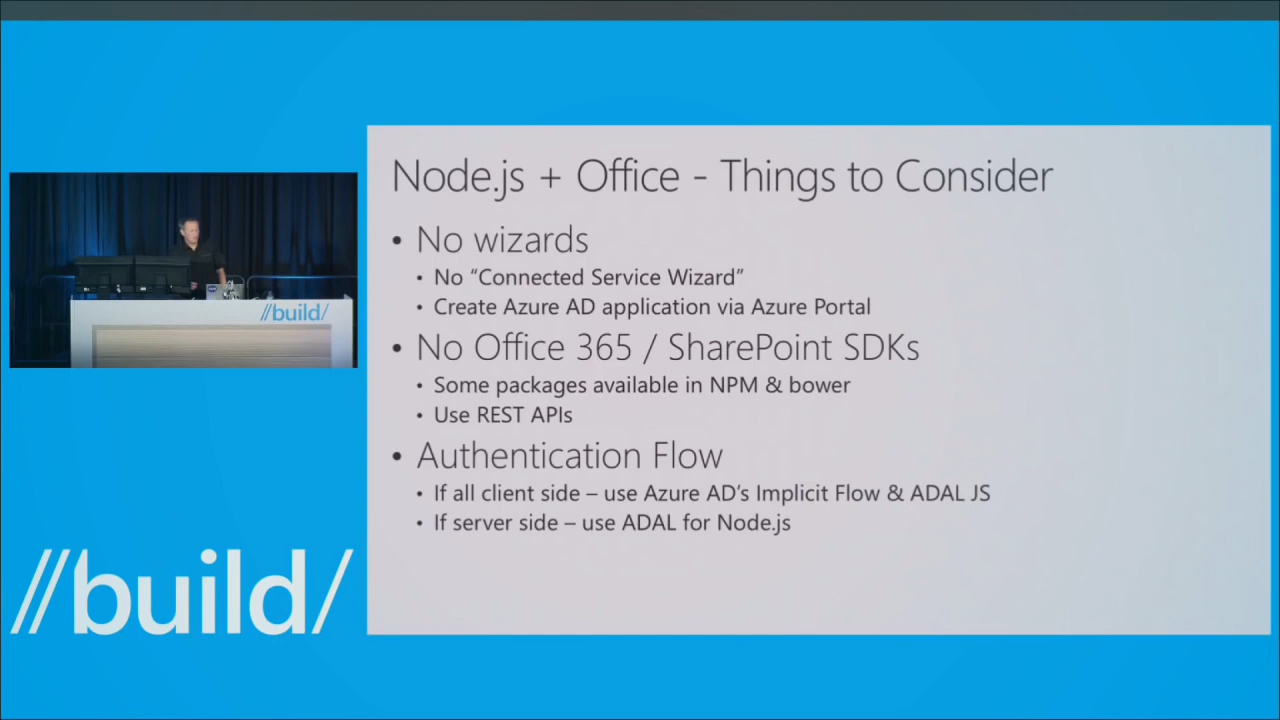 Node.js + Office - Things to Consider
• No wizards
• No “Connected Service Wizard”
• Create Azure AD application via Azure Portal
• No Office 365 / SharePoint SDKs
• Some packages available in NPM & bower
• Use REST APIs
• Authentication Flow
• If all client side – use Azure AD’s Implicit Flow & ADAL JS
• If server side – use ADAL for Node.js
//build/
//build/